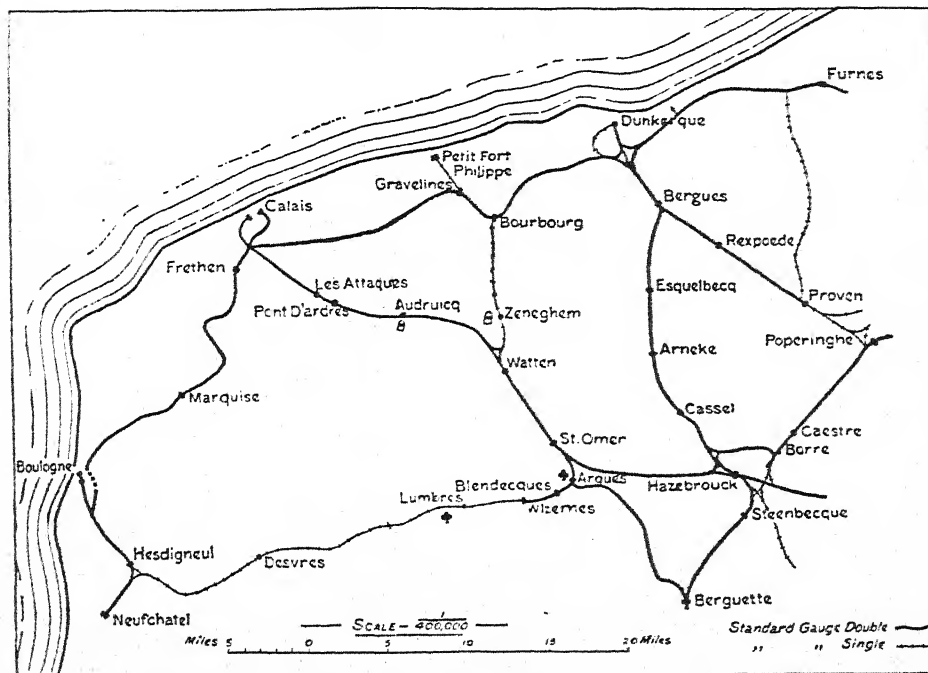 Furnes
Dunkerque
Petit Fort
Philippe
Gravelines
Bergues
Calais
Bourbourg
Rexpoede
Frethen
Les Attaques
Esquelbecq
Pont D'ardres
Audruicq
Zeneghem
Proven
Poperinghe
Watten
Arneke
Marquise
Cassel
Caestre
St. Omer
Borre
Boulogne
Blendecques
Arques
Hazebrouck
Lumbres
Wizernes
Steenbecque
Hesdigneul
Desvres
Berguette
Neufchatel
SCALE - 1/400,000
Miles 5 0 5 10 15 20 Miles
Standard Gauge Double
" " Single